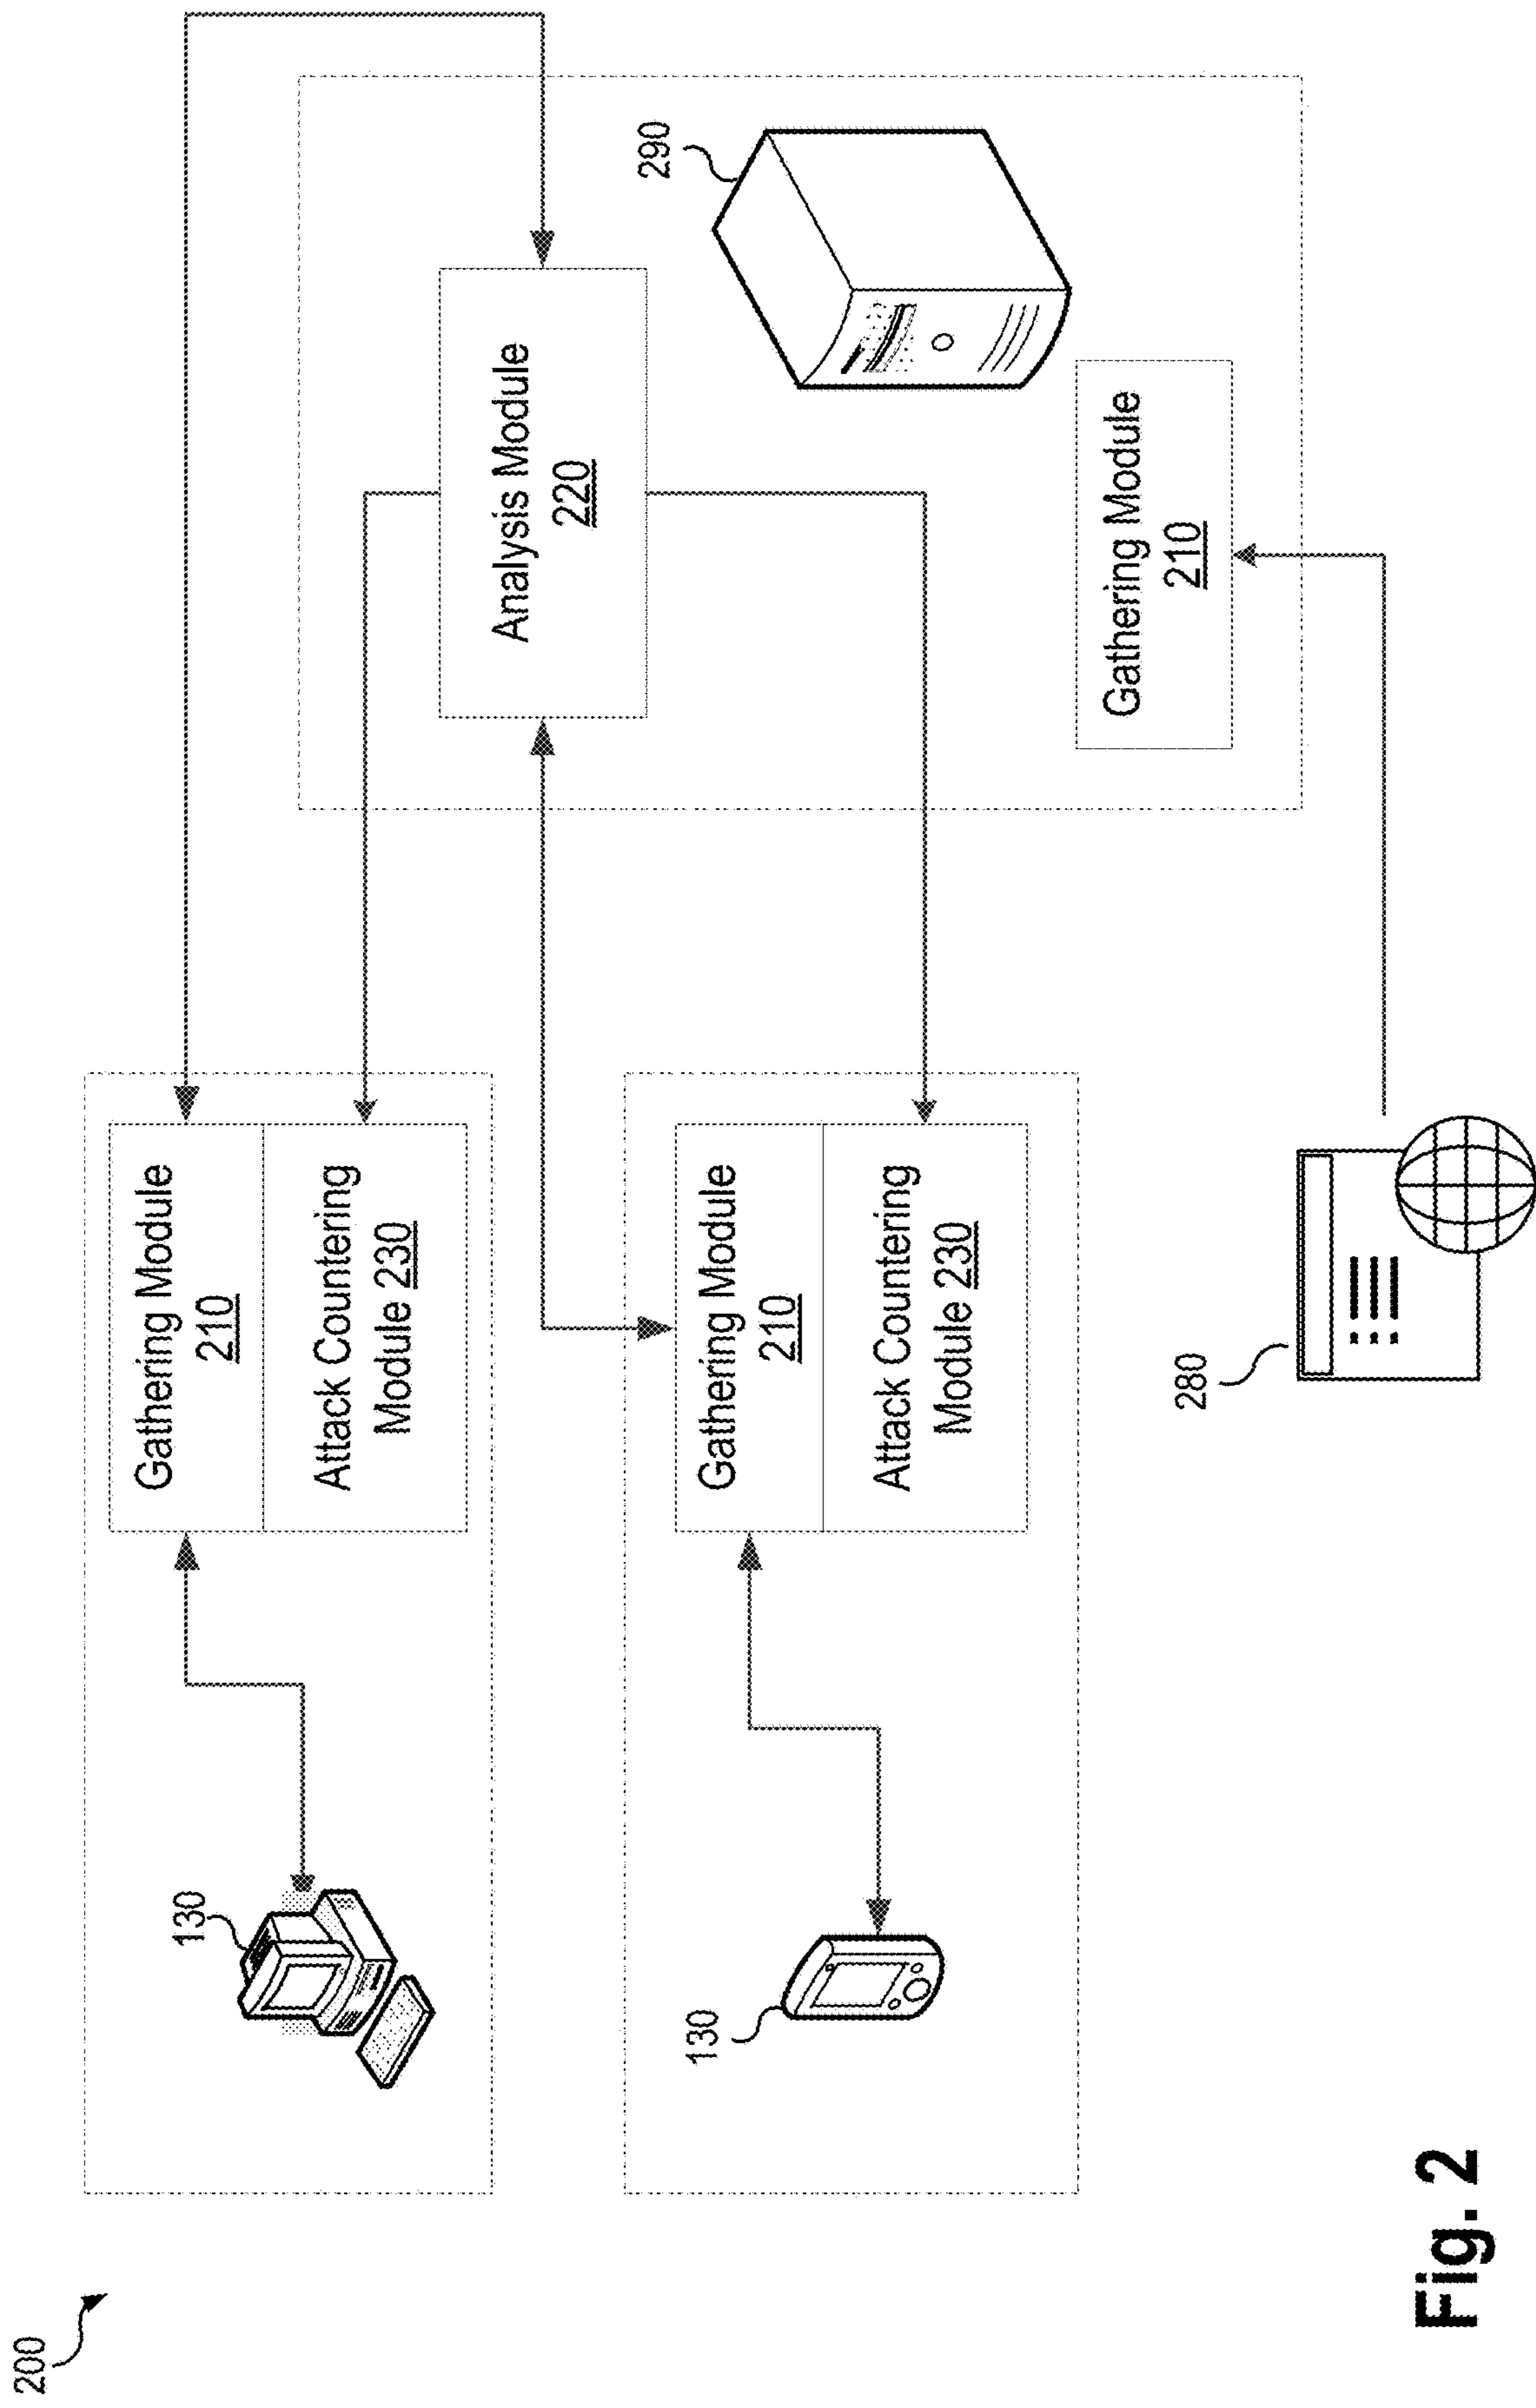 200
130
Gathering Module
210
Attack Countering
Module 230
130
Gathering Module
210
Attack Countering
Module 230
Analysis Module
220
290
Gathering Module
210
280
Fig. 2